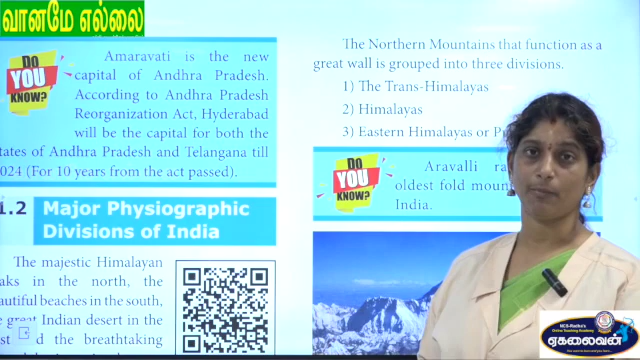 வானமே எல்லை
DO
YOU
KNOW?
Amaravati is the new
capital of Andhra Pradesh.
According to Andhra Pradesh
Reorganization Act, Hyderabad
will be the capital for both the
tates of Andhra Pradesh and Telangana till
024 (For 10 years from the act passed).
1.2 Major Physiographic
Divisions of India
The majestic Himalayan
aks in the north, the
autiful beaches in the south,
great Indian desert in the
st d the breathtaking
The Northern Mountains that function as a
great wall is grouped into three divisions.
1) The Trans-Himalayas
2) Himalayas
3) Eastern Himalayas or P
DO
YOU
KNOW?
Aravalli ra
oldest fold moun
India.
NCS-Radha's
Online Teaching Academy
ஏகலைவன்